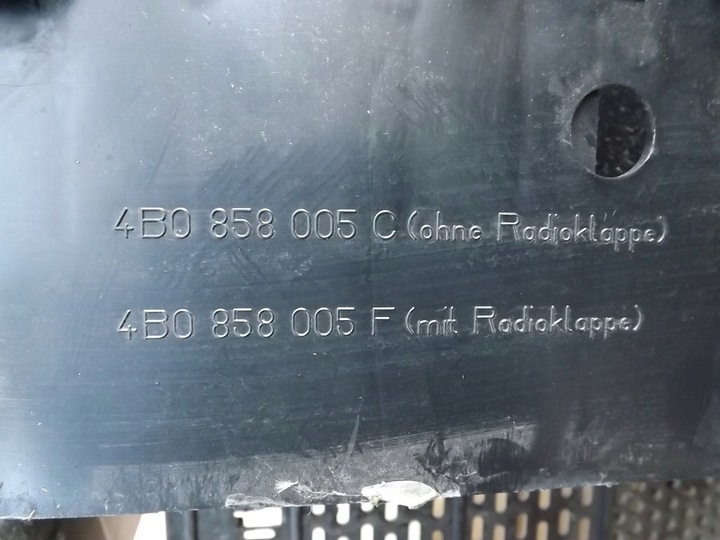 4B0 858 005 C (ohne Radioklappe)
4B0 858 005 F (mit Radioklappe)